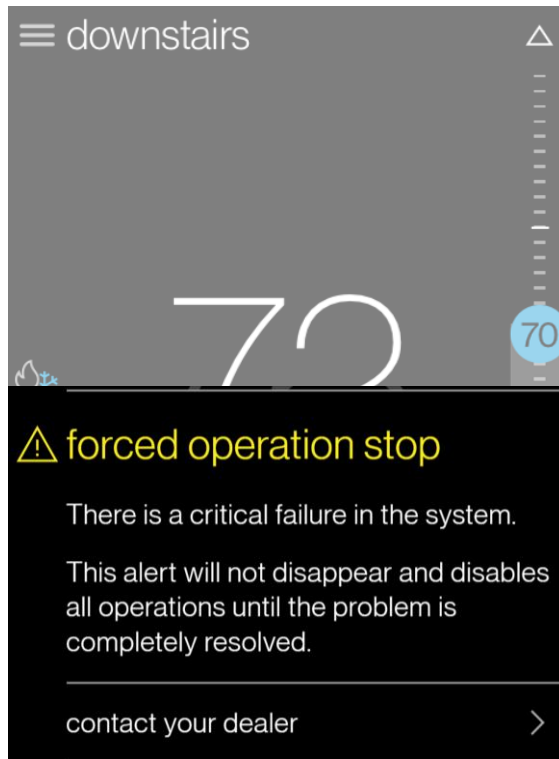 downstairs
72
70
forced operation stop
There is a critical failure in the system.
This alert will not disappear and disables
all operations until the problem is
completely resolved.
contact your dealer